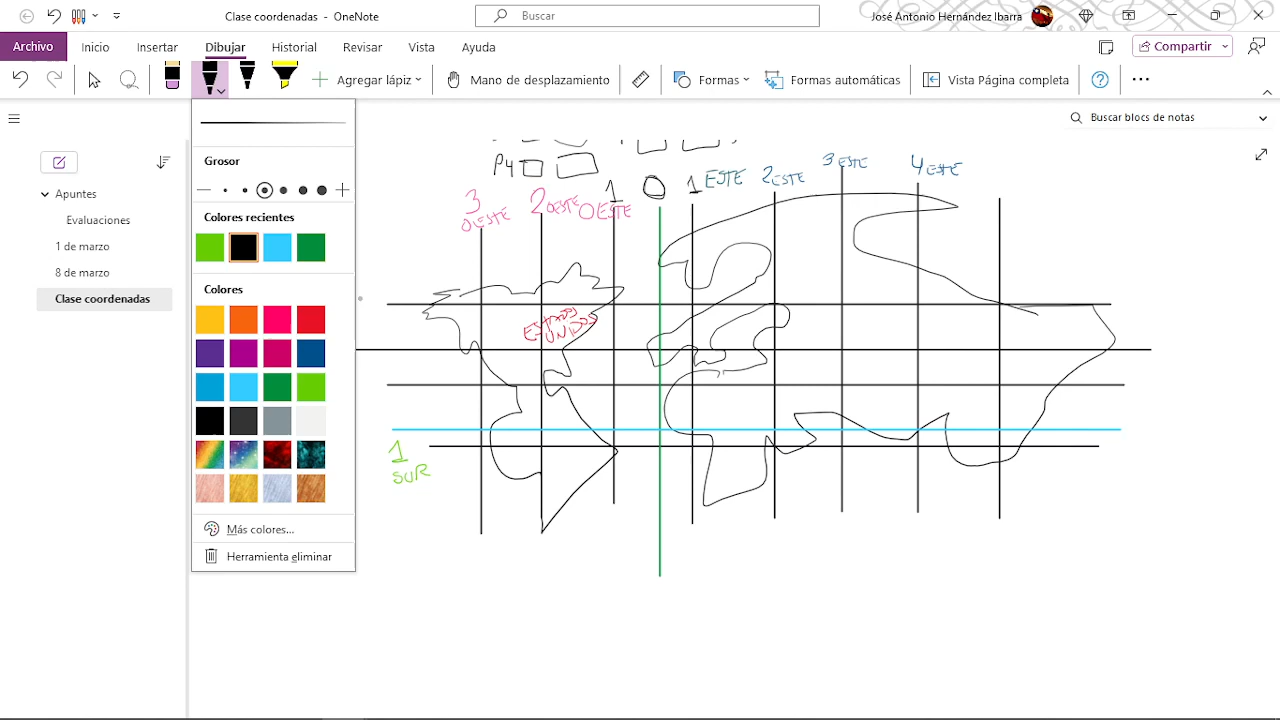 Clase coordenadas - OneNote
Buscar
José Antonio Hernández Ibarra
Archivo
Inicio
Insertar
Dibujar
Historial
Revisar
Vista
Ayuda
Compartir
Agregar lápiz
Mano de desplazamiento
Formas
Formas automáticas
Vista Página completa
Buscar blocs de notas
Grosor
Colores recientes
Colores
Más colores...
Herramienta eliminar
Apuntes
Evaluaciones
1 de marzo
8 de marzo
Clase coordenadas
P4
3 OESTE
2 OESTE
1 OESTE
0
1 ESTE
2 ESTE
3 ESTE
4 ESTE
ESTADOS
UNIDOS
1
SUR